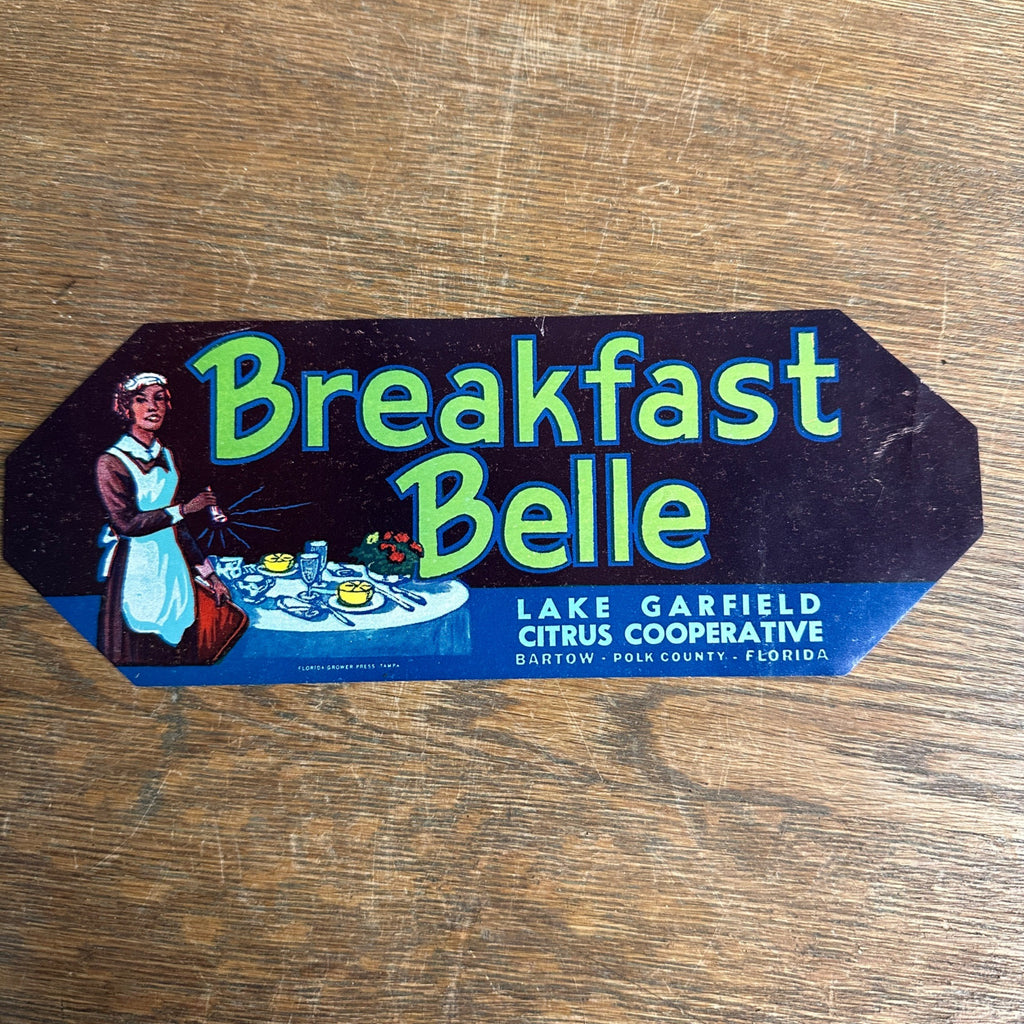 Breakfast
Belle
LAKE GARFIELD
CITRUS COOPERATIVE
BARTOW - POLK COUNTY - FLORIDA
FLORIDA GROWER PRESS TAMPA